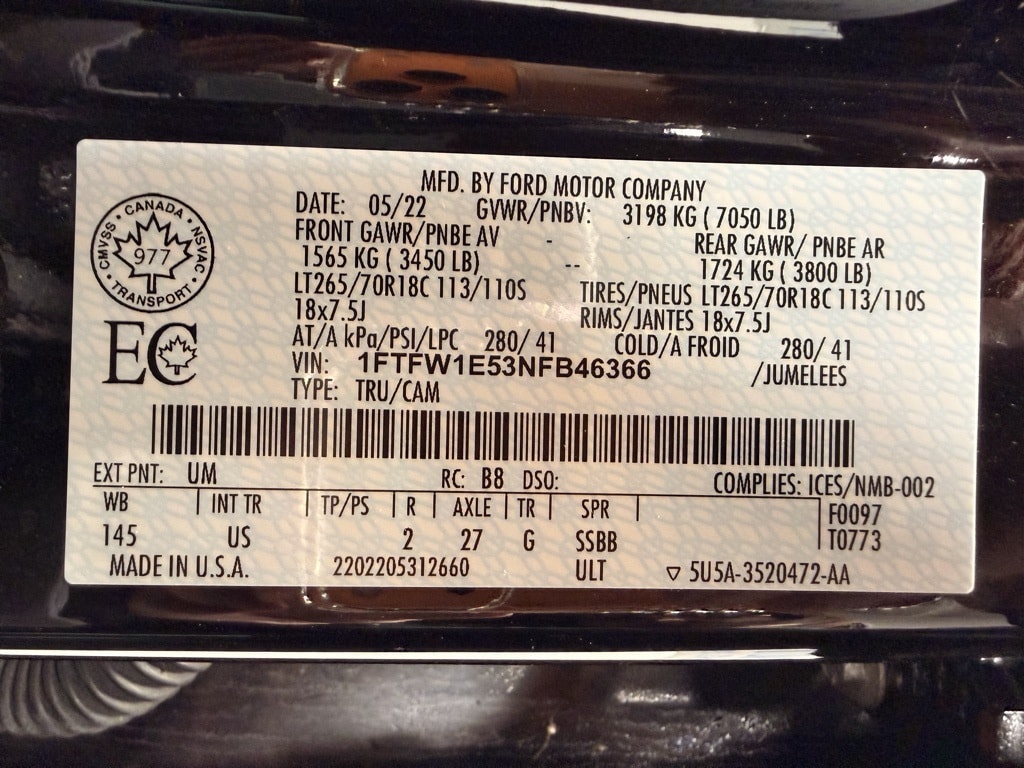 MFD. BY FORD MOTOR COMPANY
DATE: 05/22 GVWR/PNBV: 3198 KG ( 7050 LB)
FRONT GAWR/PNBE AV - REAR GAWR/ PNBE AR
1565 KG ( 3450 LB) -- 1724 KG ( 3800 LB)
LT265/70R18C 113/110S TIRES/PNEUS LT265/70R18C 113/110S
18x7.5J RIMS/JANTES 18x7.5J
AT/A kPa/PSI/LPC 280/ 41 COLD/A FROID 280/ 41
VIN: 1FTFW1E53NFB46366 /JUMELEES
TYPE: TRU/CAM
CMVSS · CANADA · NSVAC · TRANSPORT ·
977
EC
EXT PNT: UM RC: B8 DSO: COMPLIES: ICES/NMB-002
WB INT TR TP/PS R AXLE TR SPR F0097
145 US 2 27 G SSBB T0773
MADE IN U.S.A. 2202205312660 ULT ▽ 5U5A-3520472-AA